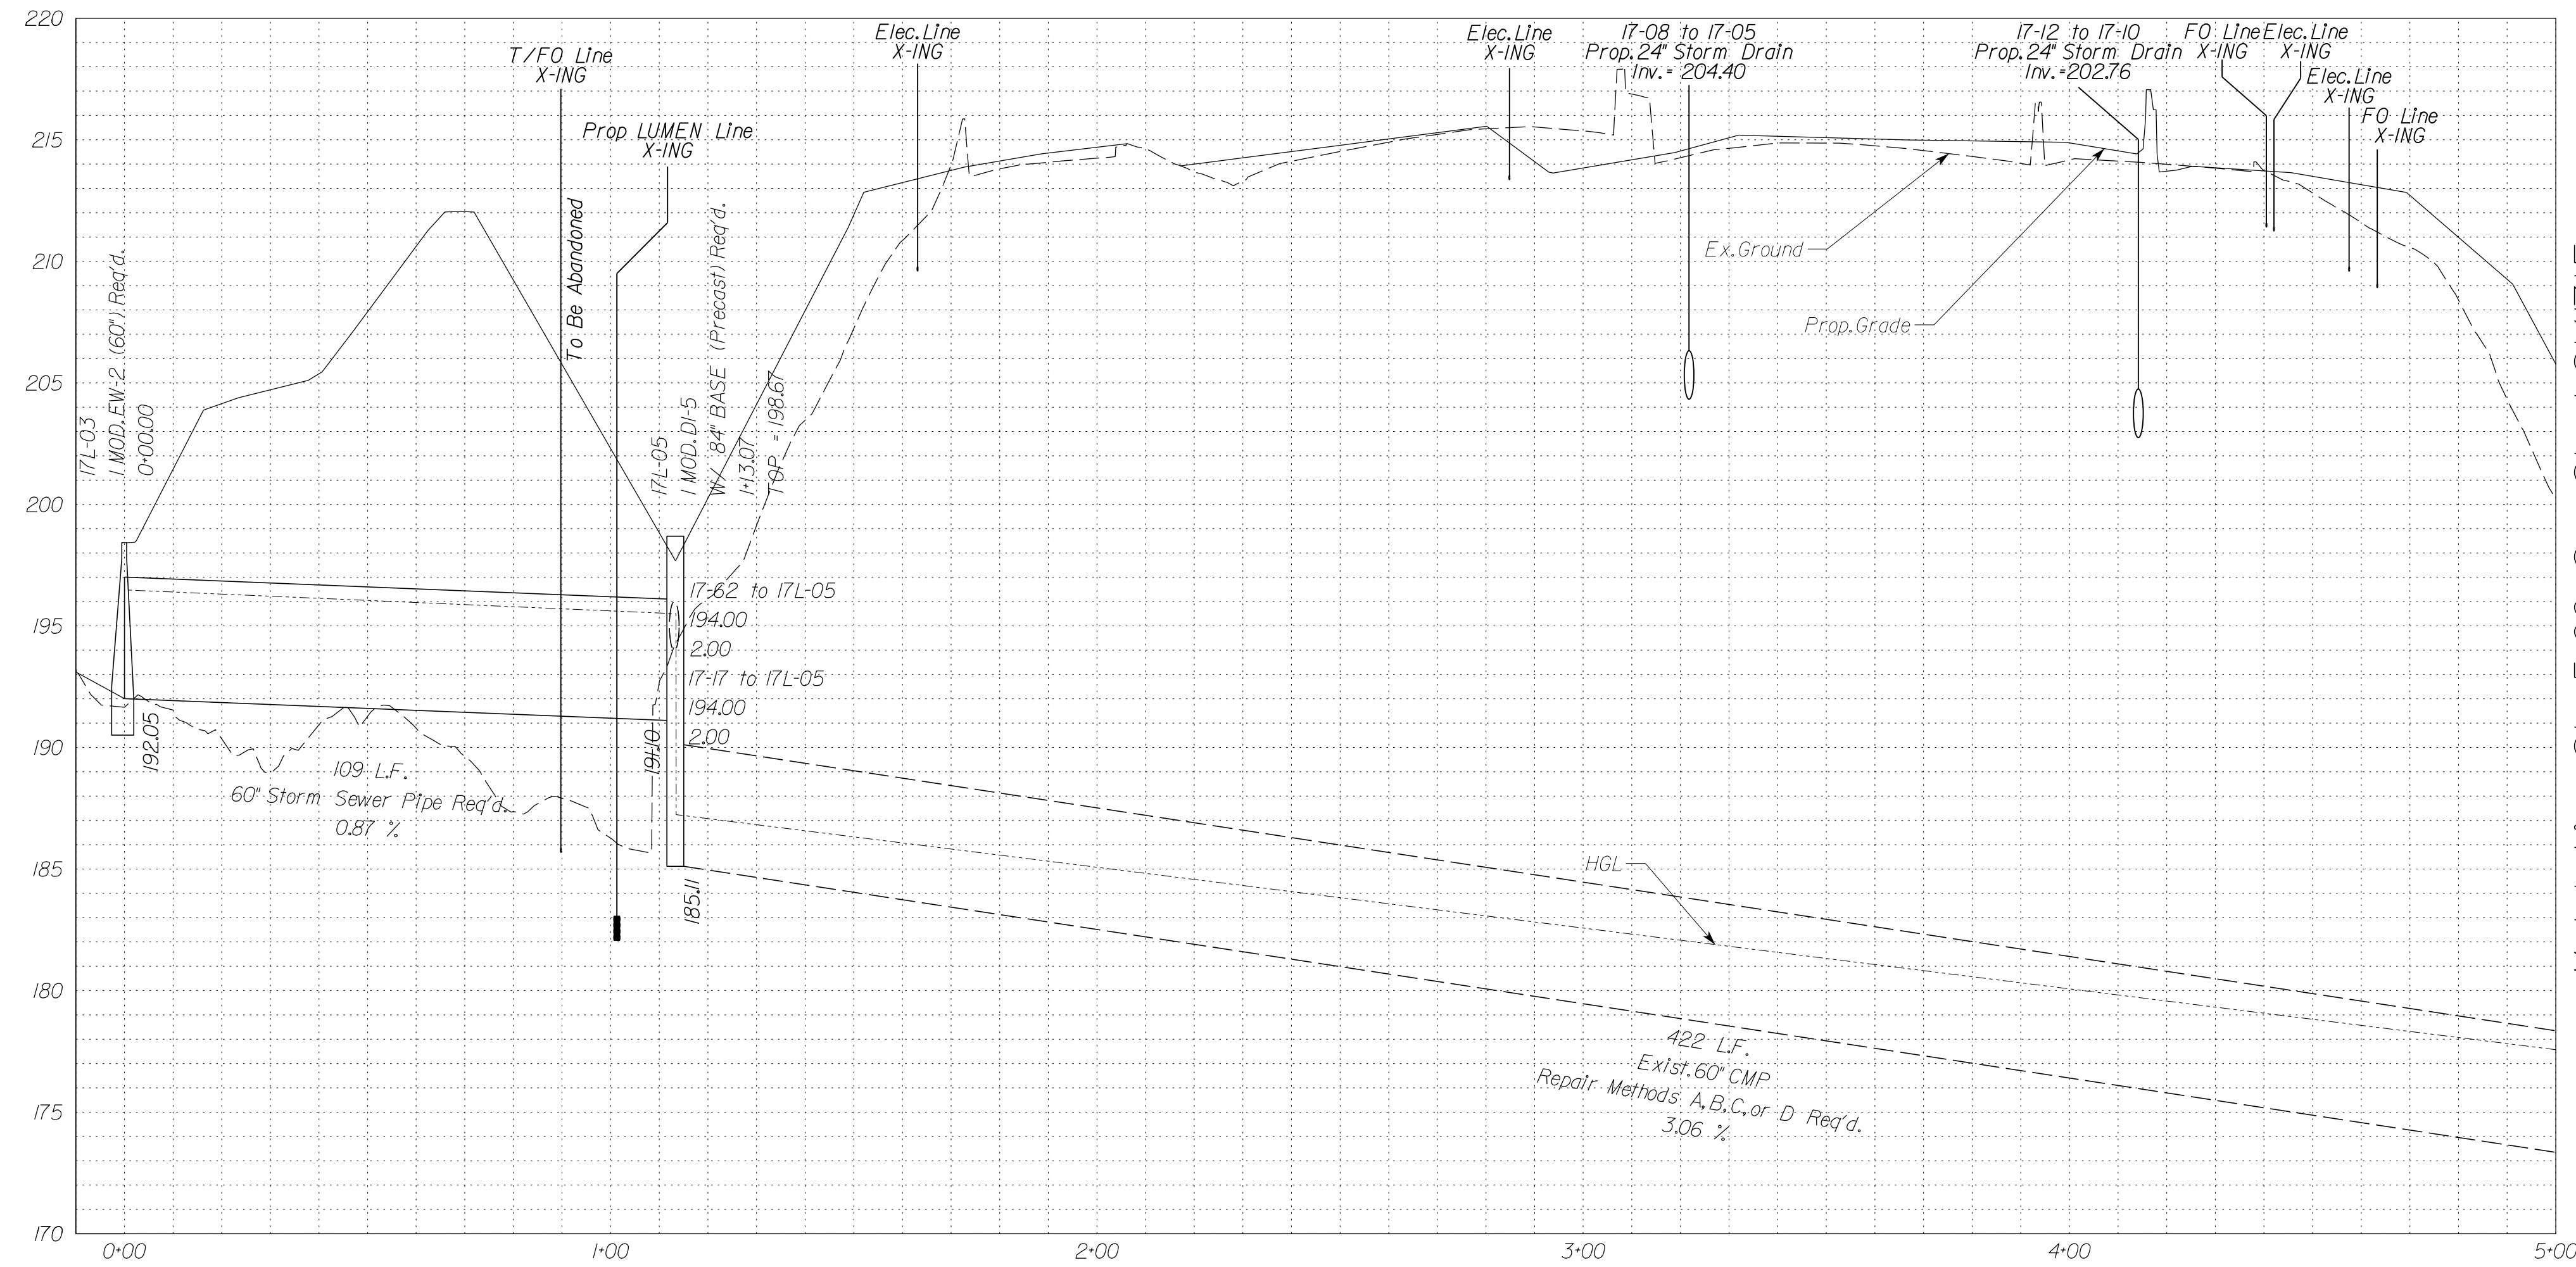 220
215
210
205
200
195
190
185
180
175
170
0+00
1+00
2+00
3+00
4+00
5+00
17L-03
1 MOD. EW-2 (60") Req'd.
0+00.00
192.05
109 L.F.
60" Storm Sewer Pipe Req'd.
0.87 %
T/FO Line
X-ING
To Be Abandoned
Prop LUMEN Line
X-ING
17L-05
1 MOD. DI-5
W/ 84" BASE (Precast) Req'd.
1+13.07
TOP = 198.67
17-62 to 17L-05
194.00
2.00
17-17 to 17L-05
194.00
2.00
191.10
185.11
Elec. Line
X-ING
Elec. Line
X-ING
17-08 to 17-05
Prop. 24" Storm Drain
Inv. = 204.40
Ex. Ground
Prop. Grade
HGL
422 L.F.
Exist. 60" CMP
Repair Methods A, B, C, or D Req'd.
3.06 %
17-12 to 17-10
Prop. 24" Storm Drain
Inv. = 202.76
FO Line
X-ING
Elec. Line
X-ING
Elec. Line
X-ING
FO Line
X-ING